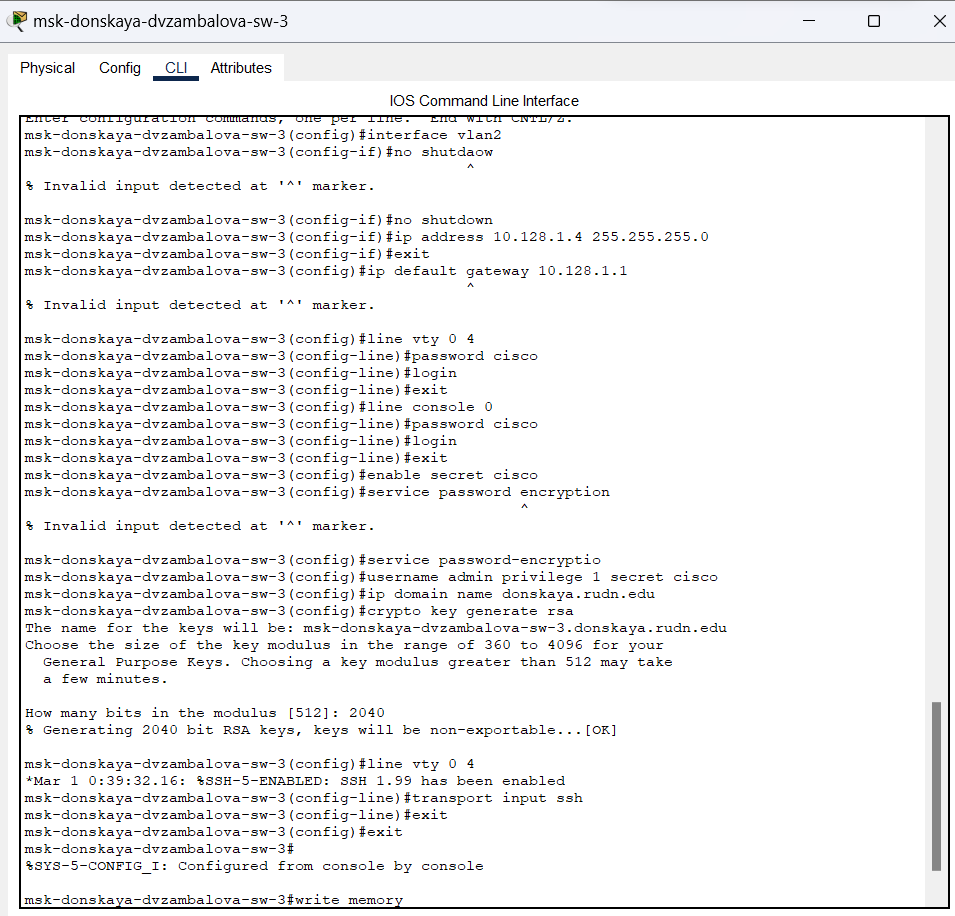 msk-donskaya-dvzambalova-sw-3
Physical Config CLI Attributes
IOS Command Line Interface
Enter configuration commands, one per line. End with CNTL/Z.
msk-donskaya-dvzambalova-sw-3(config)#interface vlan2
msk-donskaya-dvzambalova-sw-3(config-if)#no shutdaow
^
% Invalid input detected at '^' marker.
msk-donskaya-dvzambalova-sw-3(config-if)#no shutdown
msk-donskaya-dvzambalova-sw-3(config-if)#ip address 10.128.1.4 255.255.255.0
msk-donskaya-dvzambalova-sw-3(config-if)#exit
msk-donskaya-dvzambalova-sw-3(config)#ip default gateway 10.128.1.1
^
% Invalid input detected at '^' marker.
msk-donskaya-dvzambalova-sw-3(config)#line vty 0 4
msk-donskaya-dvzambalova-sw-3(config-line)#password cisco
msk-donskaya-dvzambalova-sw-3(config-line)#login
msk-donskaya-dvzambalova-sw-3(config-line)#exit
msk-donskaya-dvzambalova-sw-3(config)#line console 0
msk-donskaya-dvzambalova-sw-3(config-line)#password cisco
msk-donskaya-dvzambalova-sw-3(config-line)#login
msk-donskaya-dvzambalova-sw-3(config-line)#exit
msk-donskaya-dvzambalova-sw-3(config)#enable secret cisco
msk-donskaya-dvzambalova-sw-3(config)#service password encryption
^
% Invalid input detected at '^' marker.
msk-donskaya-dvzambalova-sw-3(config)#service password-encryptio
msk-donskaya-dvzambalova-sw-3(config)#username admin privilege 1 secret cisco
msk-donskaya-dvzambalova-sw-3(config)#ip domain name donskaya.rudn.edu
msk-donskaya-dvzambalova-sw-3(config)#crypto key generate rsa
The name for the keys will be: msk-donskaya-dvzambalova-sw-3.donskaya.rudn.edu
Choose the size of the key modulus in the range of 360 to 4096 for your
General Purpose Keys. Choosing a key modulus greater than 512 may take
a few minutes.
How many bits in the modulus [512]: 2040
% Generating 2040 bit RSA keys, keys will be non-exportable...[OK]
msk-donskaya-dvzambalova-sw-3(config)#line vty 0 4
*Mar 1 0:39:32.16: %SSH-5-ENABLED: SSH 1.99 has been enabled
msk-donskaya-dvzambalova-sw-3(config-line)#transport input ssh
msk-donskaya-dvzambalova-sw-3(config-line)#exit
msk-donskaya-dvzambalova-sw-3(config)#exit
msk-donskaya-dvzambalova-sw-3#
%SYS-5-CONFIG_I: Configured from console by console
msk-donskaya-dvzambalova-sw-3#write memory